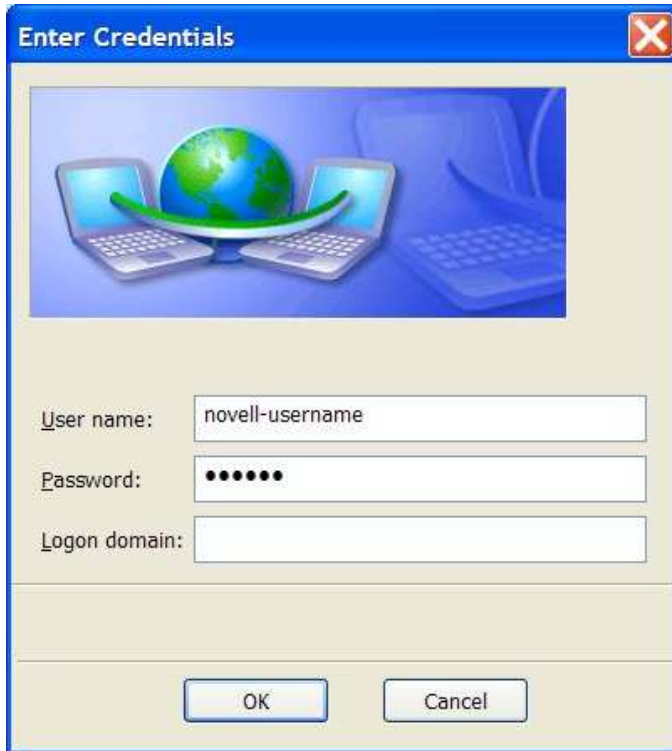 Enter Credentials
User name: novell-username
Password: ••••••
Logon domain:
OK Cancel